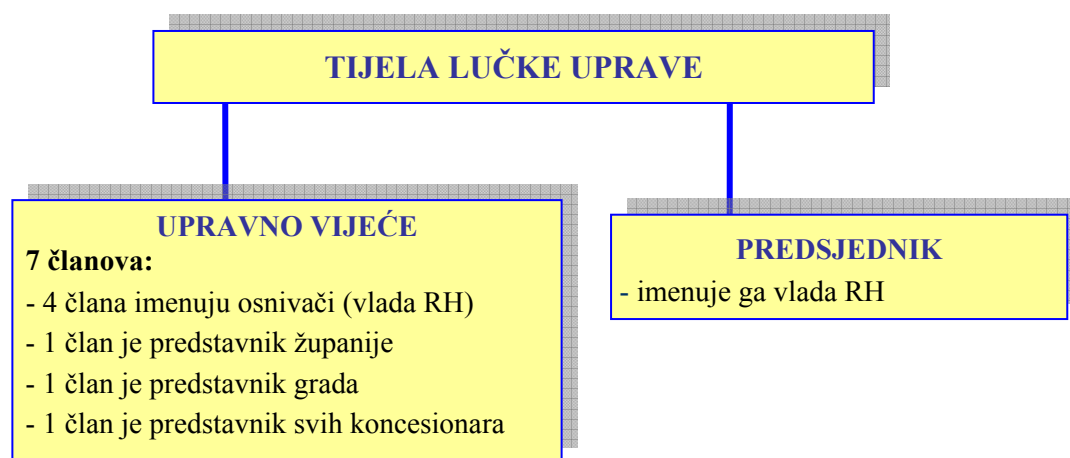 TIJELA LUČKE UPRAVE
UPRAVNO VIJEĆE
7 članova:
- 4 člana imenuju osnivači (vlada RH)
- 1 član je predstavnik županije
- 1 član je predstavnik grada
- 1 član je predstavnik svih koncesionara
PREDSJEDNIK
- imenuje ga vlada RH